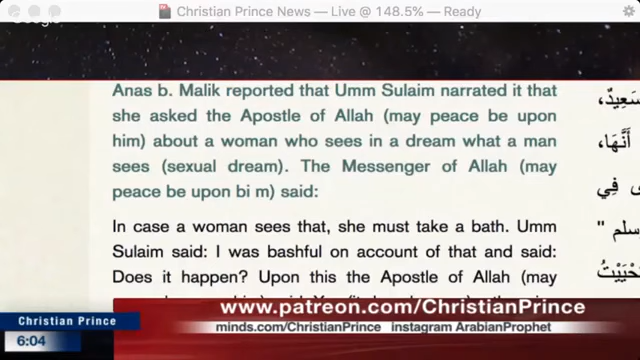 Christian Prince News — Live @ 148.5% — Ready
Google
Anas b. Malik reported that Umm Sulaim narrated it that
she asked the Apostle of Allah (may peace be upon
him) about a woman who sees in a dream what a man
sees (sexual dream). The Messenger of Allah (may
peace be upon bi m) said:
In case a woman sees that, she must take a bath. Umm
Sulaim said: I was bashful on account of that and said:
Does it happen? Upon this the Apostle of Allah (may
سَعِيدٌ،
أَنَّهَا،
ى فِي
سلم "
تَحْيَيْتُ
www.patreon.com/ChristianPrince
Christian Prince
minds.com/ChristianPrince instagram ArabianProphet
6:04